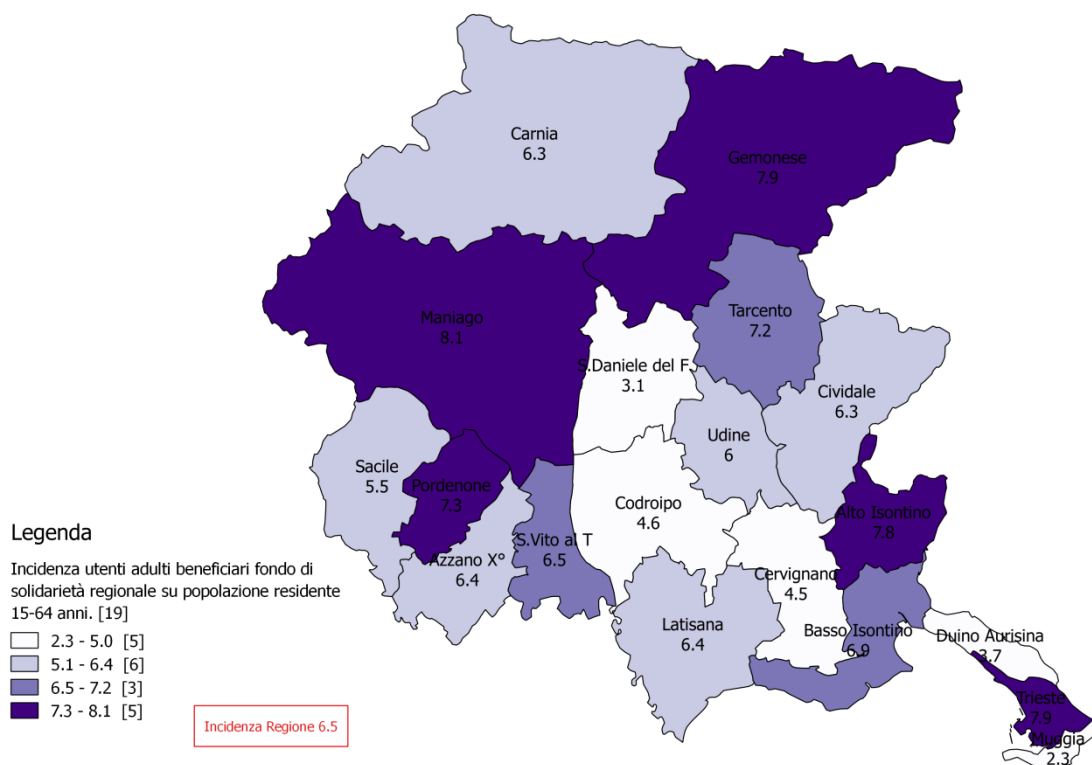 Carnia
6.3
Gemonese
7.9
Maniago
8.1
Tarcento
7.2
S.Daniele del F.
3.1
Cividale
6.3
Udine
6
Sacile
5.5
Pordenone
7.3
Codroipo
4.6
Alto Isontino
7.8
Azzano X°
6.4
S.Vito al T
6.5
Cervignano
4.5
Latisana
6.4
Basso Isontino
6.9
Duino Aurisina
3.7
Trieste
7.9
Muggia
2.3
Legenda
Incidenza utenti adulti beneficiari fondo di
solidarietà regionale su popolazione residente
15-64 anni. [19]
2.3 - 5.0 [5]
5.1 - 6.4 [6]
6.5 - 7.2 [3]
7.3 - 8.1 [5]
Incidenza Regione 6.5